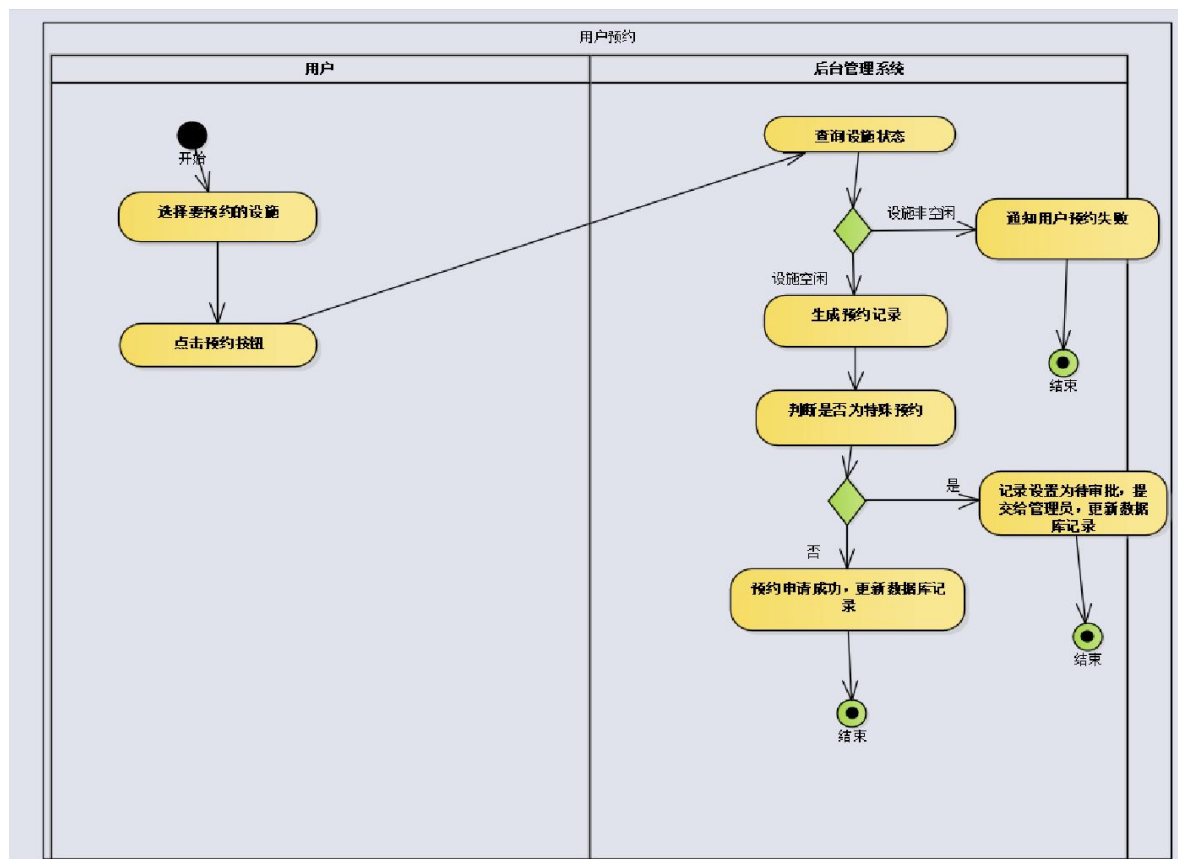 用户预约
用户
后台管理系统
开始
选择要预约的设施
点击预约按钮
查询设施状态
设施非空闲
通知用户预约失败
结束
设施空闲
生成预约记录
判断是否为特殊预约
是
记录设置为待审批，提
交给管理员，更新数据
库记录
结束
否
预约申请成功，更新数据库记
录
结束